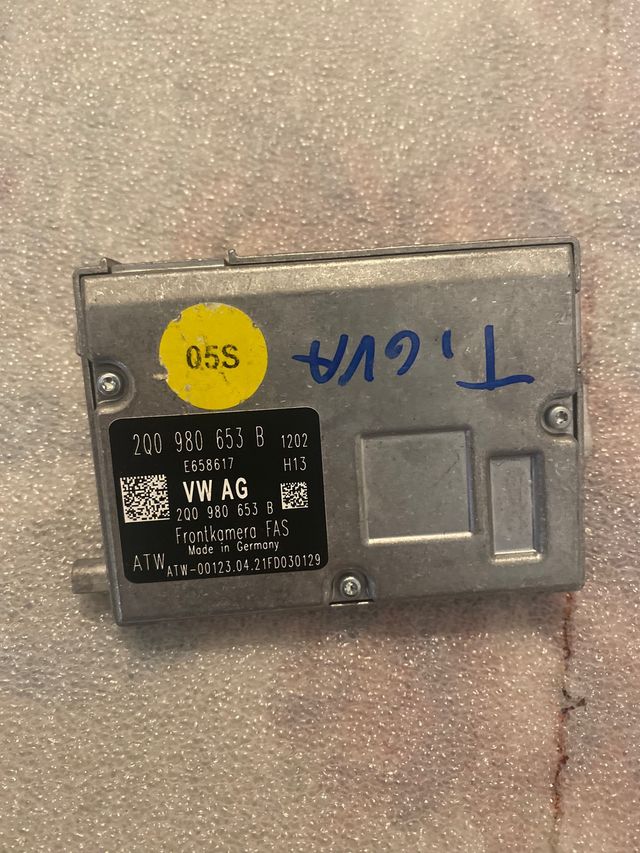 05S
TIGVA
2Q0 980 653 B 1202
E658617 H13
VW AG
2Q0 980 653 B
Frontkamera FAS
Made in Germany
ATW ATW-00123.04.21FD030129